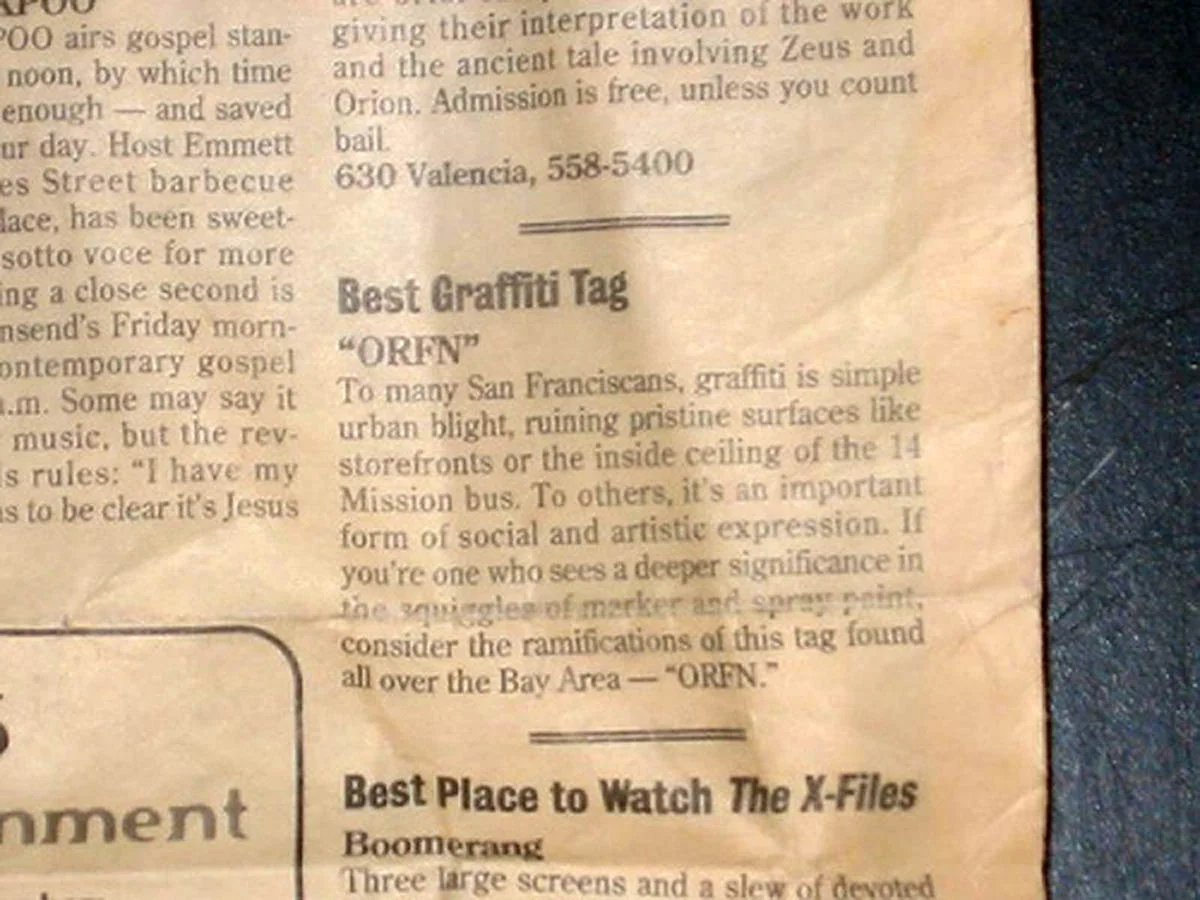 KPOO
POO airs gospel stan-
noon, by which time
enough — and saved
ur day. Host Emmett
es Street barbecue
lace, has been sweet-
sotto voce for more
ing a close second is
nsend's Friday morn-
ontemporary gospel
a.m. Some may say it
music, but the rev-
s rules: "I have my
as to be clear it's Jesus
nment
giving their interpretation of the work
and the ancient tale involving Zeus and
Orion. Admission is free, unless you count
bail.
630 Valencia, 558-5400
Best Graffiti Tag
“ORFN”
To many San Franciscans, graffiti is simple
urban blight, ruining pristine surfaces like
storefronts or the inside ceiling of the 14
Mission bus. To others, it's an important
form of social and artistic expression. If
you're one who sees a deeper significance in
the squiggles of marker and spray paint,
consider the ramifications of this tag found
all over the Bay Area — “ORFN.”
Best Place to Watch The X-Files
Boomerang
Three large screens and a slew of devoted